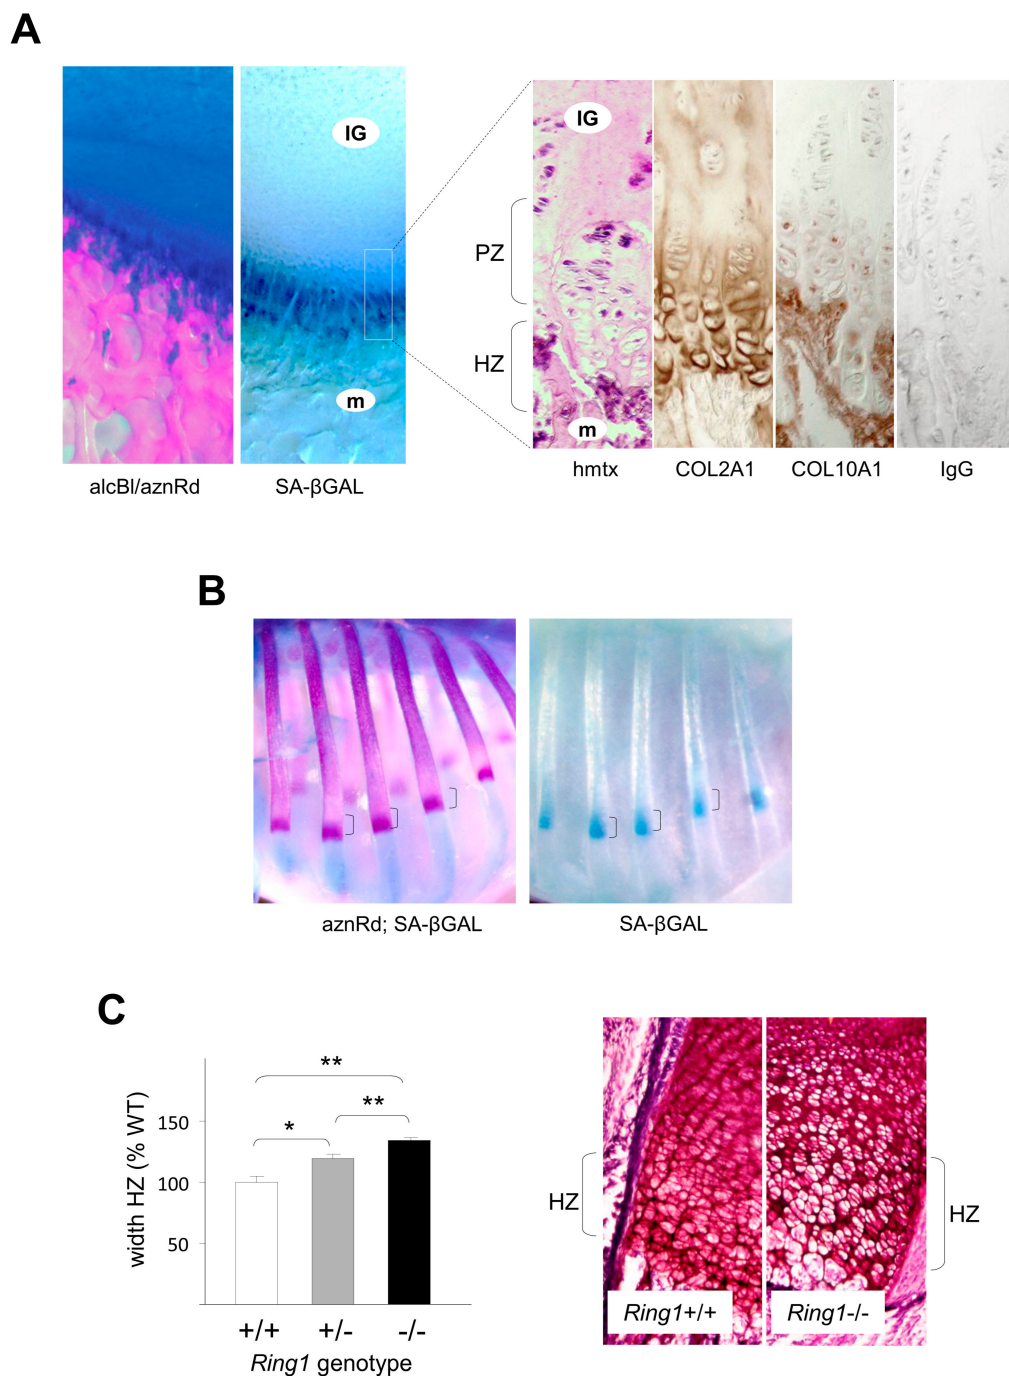 A
IG
m
alcBl/aznRd
SA-βGAL
IG
PZ
HZ
m
hmtx
COL2A1
COL10A1
IgG
B
aznRd; SA-βGAL
SA-βGAL
C
width HZ (% WT)
150
100
50
**
*
**
+/+
+/-
-/-
Ring1 genotype
HZ
HZ
Ring1+/+
Ring1-/-